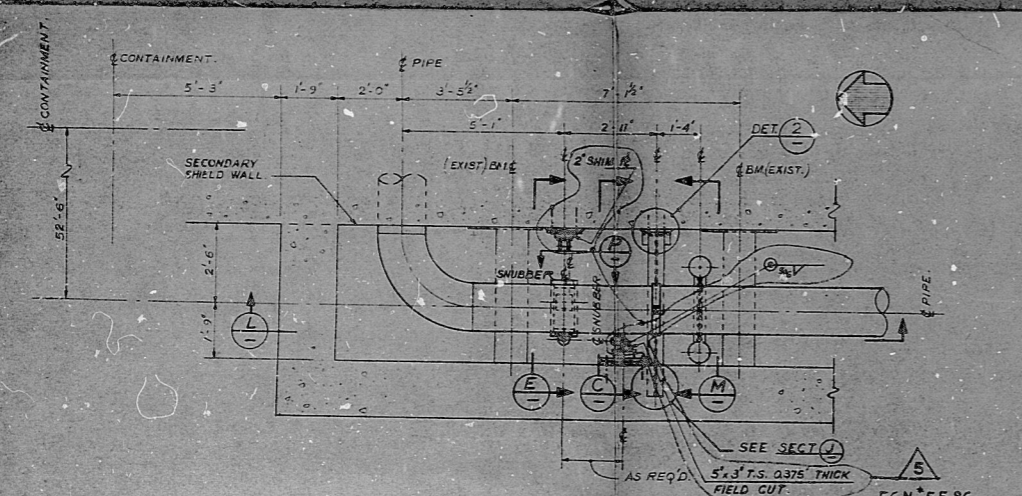 ℄ CONTAINMENT.
℄ CONTAINMENT.
℄ PIPE
5'-3"
1'-9"
2'-0"
3'-5½"
7'-1½"
5'-1"
2'-11"
1'-4"
DET. 2
SECONDARY
SHIELD WALL
(EXIST) BM ℄
2" SHIM ℄
℄ BM (EXIST.)
52'-6"
2'-6"
1'-9"
SNUBBER
℄ SNUBBER
P
℄ PIPE.
L
E
C
M
SEE SECT J
AS REQ'D.
5"x3" T.S. 0.375" THICK
FIELD CUT
5